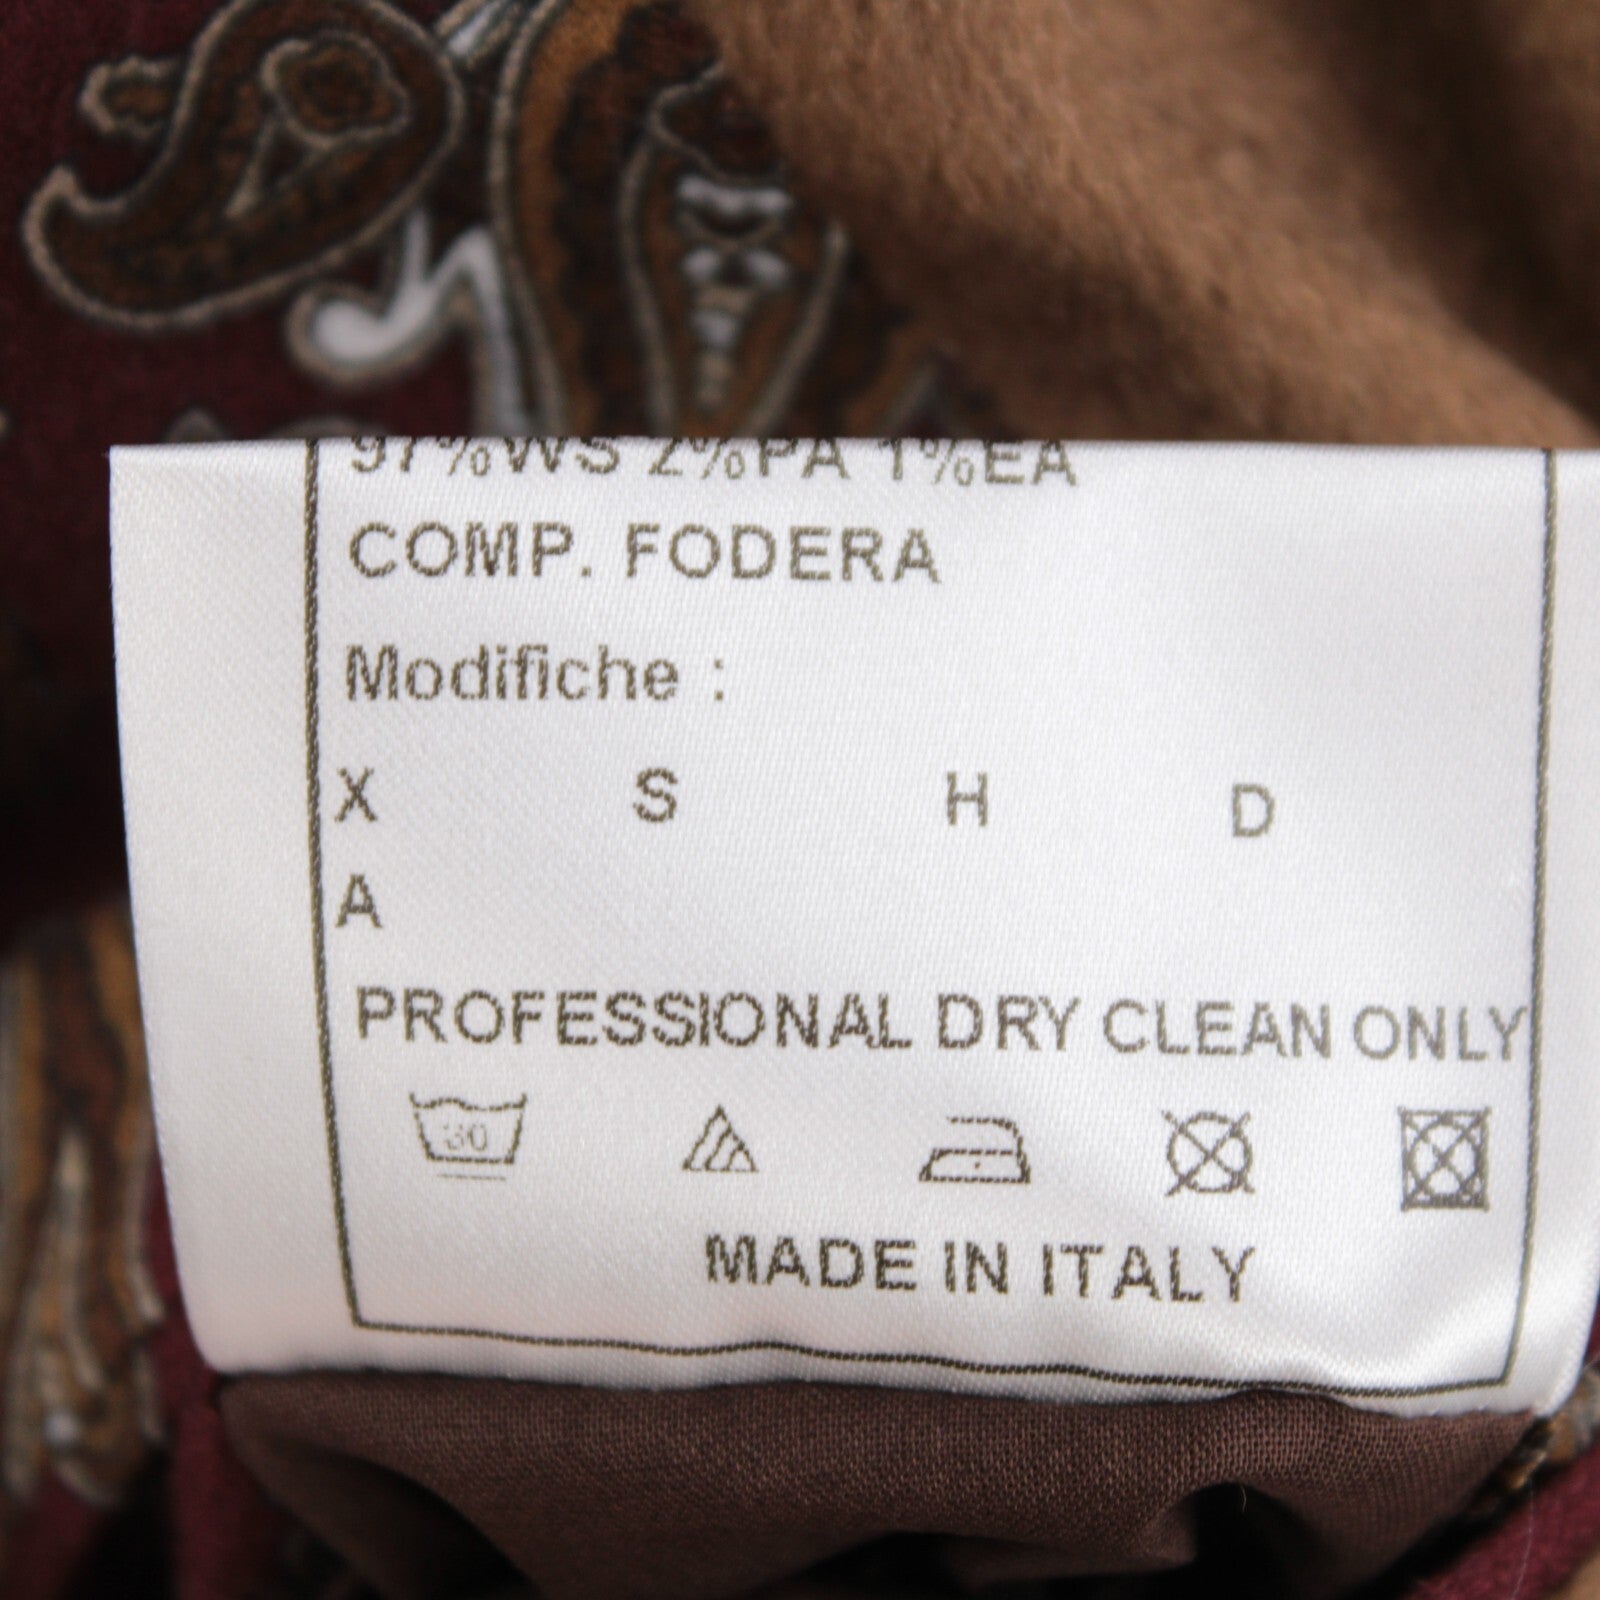 97%WS 2%PA 1%EA
COMP. FODERA
Modifiche :
X S H D
A
PROFESSIONAL DRY CLEAN ONLY
30
MADE IN ITALY